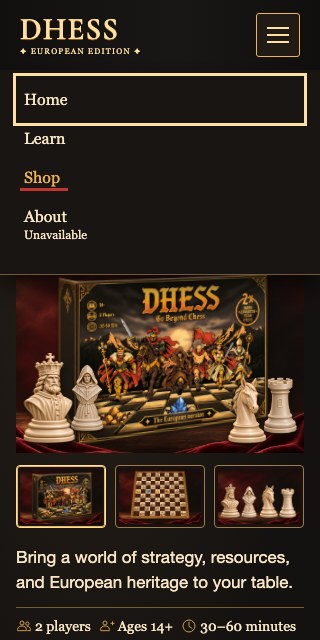 DHESS
✦ EUROPEAN EDITION ✦
Home
Learn
Shop
About
Unavailable
DHESS
Go Beyond Chess
The European version
DHESS
Bring a world of strategy, resources,
and European heritage to your table.
2 players Ages 14+ 30–60 minutes